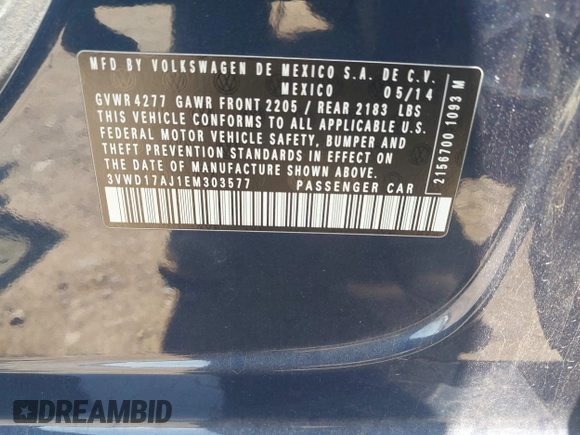 MFD BY VOLKSWAGEN DE MEXICO S.A. DE C.V.
MEXICO 05/14
GVWR 4277 GAWR FRONT 2205 / REAR 2183 LBS
THIS VEHICLE CONFORMS TO ALL APPLICABLE U.S.
FEDERAL MOTOR VEHICLE SAFETY, BUMPER AND
THEFT PREVENTION STANDARDS IN EFFECT ON
THE DATE OF MANUFACTURE SHOWN ABOVE.
3VWD17AJ1EM303577 PASSENGER CAR
2156700 1093 M
DREAMBID